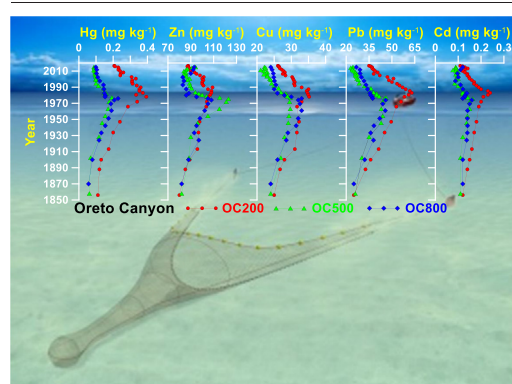 Hg (mg kg-1) Zn (mg kg-1) Cu (mg kg-1) Pb (mg kg-1) Cd (mg kg-1)
0 0.2 0.4 70 90 110 130 20 30 40 20 35 45 65 0 0.1 0.2 0.3
2010
1990
1970
1950
1930
1910
1890
1870
1850
Year
Oreto Canyon OC200 OC500 OC800